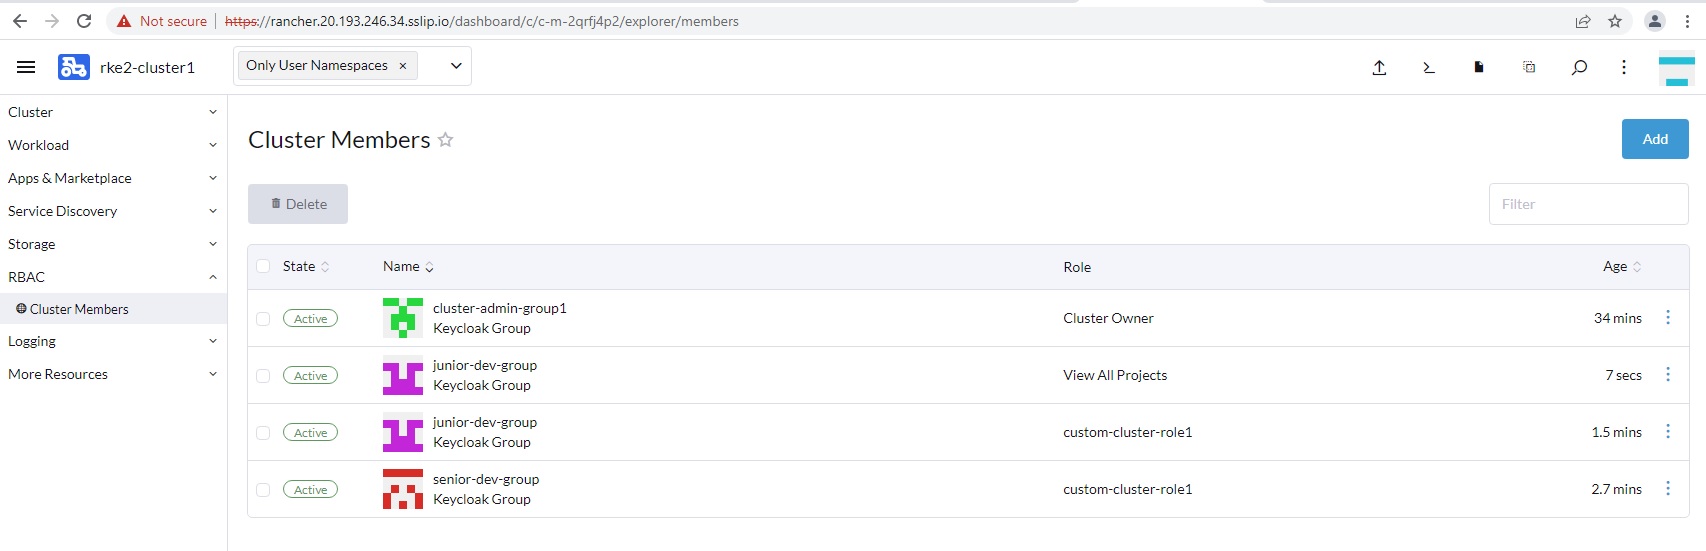 Not secure | https://rancher.20.193.246.34.sslip.io/dashboard/c/c-m-2qrfj4p2/explorer/members
rke2-cluster1
Only User Namespaces ×
Cluster
Workload
Apps & Marketplace
Service Discovery
Storage
RBAC
Cluster Members
Logging
More Resources
Cluster Members
Add
Delete
Filter
State Name Role Age
Active cluster-admin-group1 Cluster Owner 34 mins
Keycloak Group
Active junior-dev-group View All Projects 7 secs
Keycloak Group
Active junior-dev-group custom-cluster-role1 1.5 mins
Keycloak Group
Active senior-dev-group custom-cluster-role1 2.7 mins
Keycloak Group